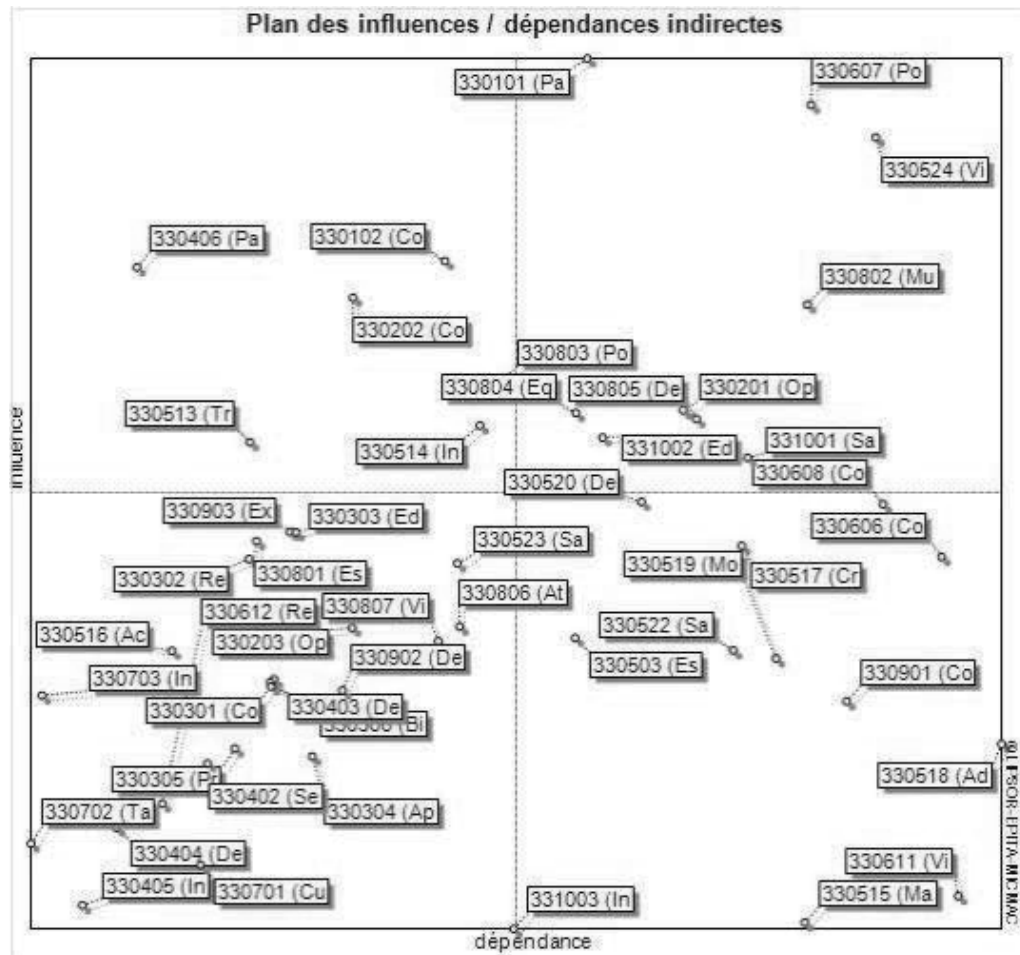 Plan des influences / dépendances indirectes
330101 (Pa
330607 (Po
330524 (Vi
330406 (Pa
330102 (Co
330802 (Mu
330202 (Co
330803 (Po
330804 (Eq
330805 (De
330201 (Op
330513 (Tr
330514 (In
331002 (Ed
331001 (Sa
330608 (Co
influence
330520 (De
330903 (Ex
330303 (Ed
330606 (Co
330523 (Sa
330519 (Mo
330517 (Cr
330302 (Re
330801 (Es
330806 (At
330612 (Re
330807 (Vi
330516 (Ac
330203 (Op
330522 (Sa
330902 (De
330503 (Es
330703 (In
330901 (Co
330301 (Co
330403 (De
330306 (Bi
330305 (Pr
330518 (Ad
330402 (Se
330304 (Ap
330702 (Ta
330404 (De
330611 (Vi
330405 (In
330701 (Cu
331003 (In
330515 (Ma
dépendance
© LIPSOR-EPITA-MICMAC